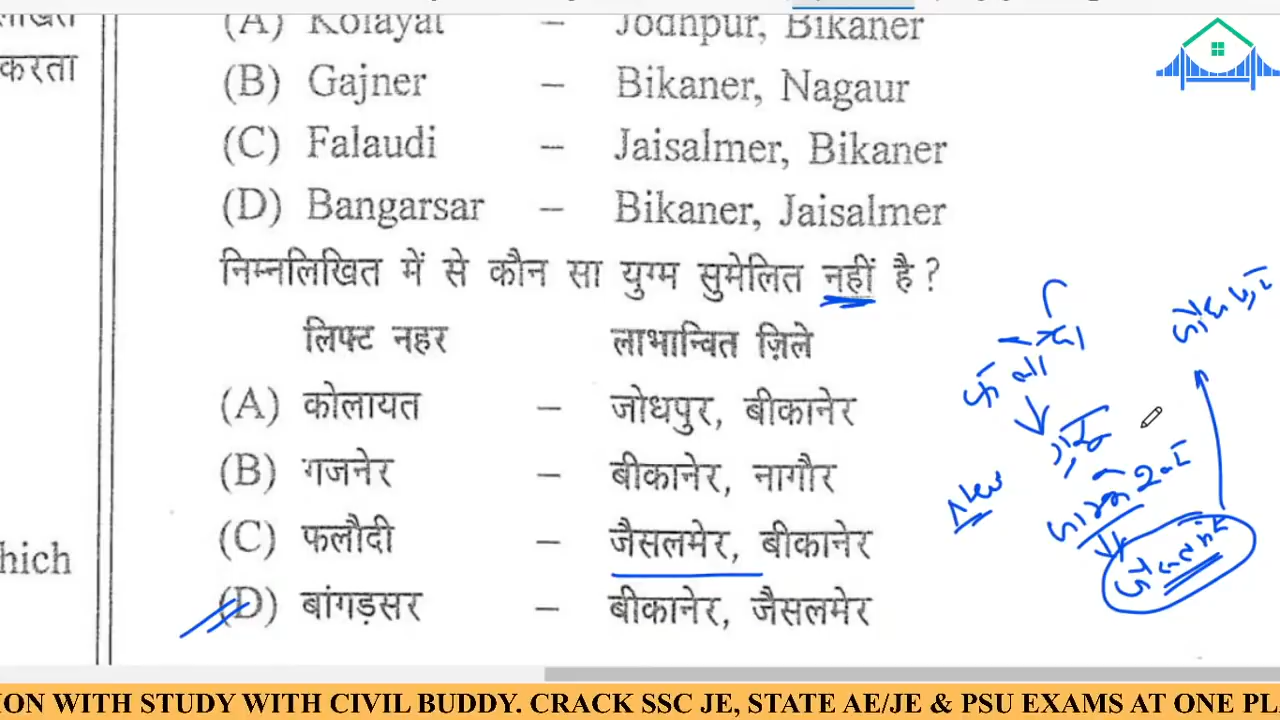 करता
(A) Kolayat – Jodhpur, Bikaner
(B) Gajner – Bikaner, Nagaur
(C) Falaudi – Jaisalmer, Bikaner
(D) Bangarsar – Bikaner, Jaisalmer
निम्नलिखित में से कौन सा युग्म सुमेलित नहीं है ?
लिफ्ट नहर लाभान्वित ज़िले
(A) कोलायत – जोधपुर, बीकानेर
(B) गजनेर – बीकानेर, नागौर
(C) फलौदी – जैसलमेर, बीकानेर
hich
(D) बांगड़सर – बीकानेर, जैसलमेर
New
ION WITH STUDY WITH CIVIL BUDDY. CRACK SSC JE, STATE AE/JE & PSU EXAMS AT ONE PL